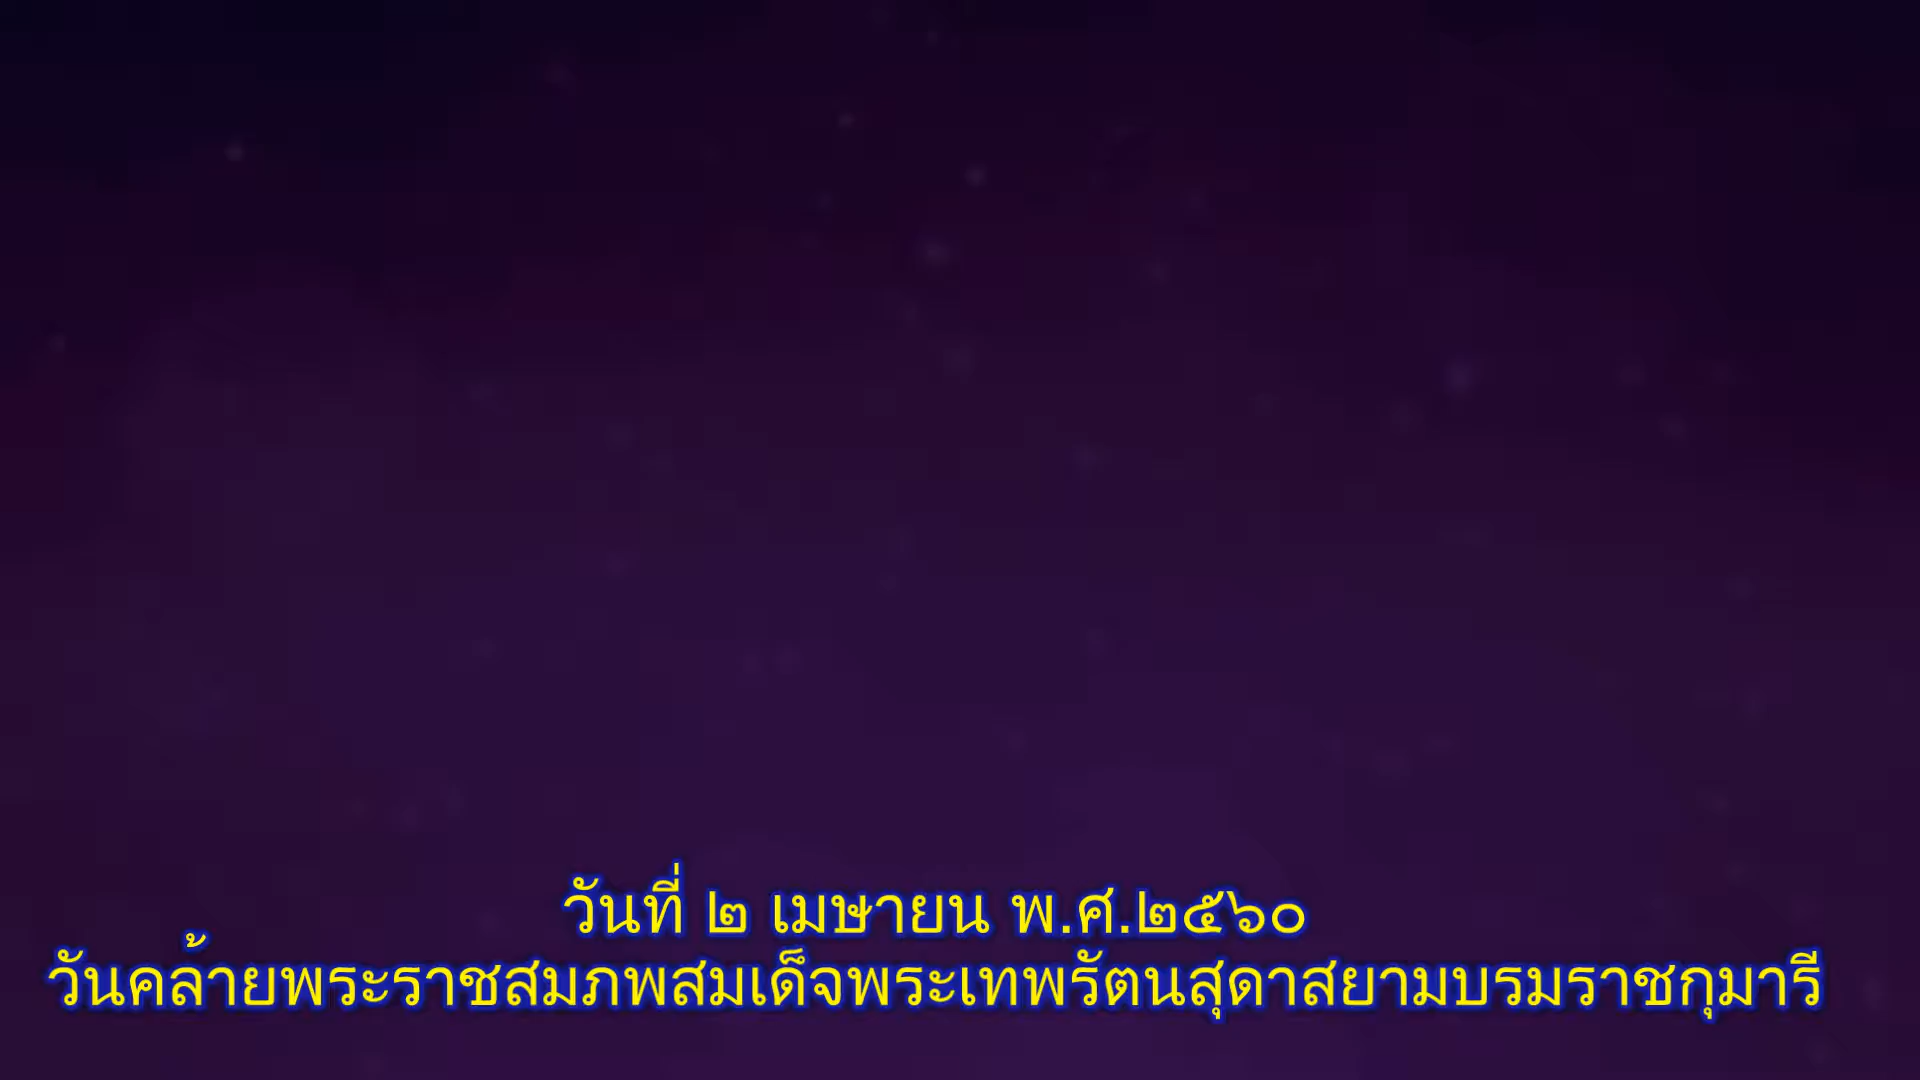 วันที่ ๒ เมษายน พ.ศ.๒๕๖๐
วันคล้ายพระราชสมภพสมเด็จพระเทพรัตนสุดาสยามบรมราชกุมารี